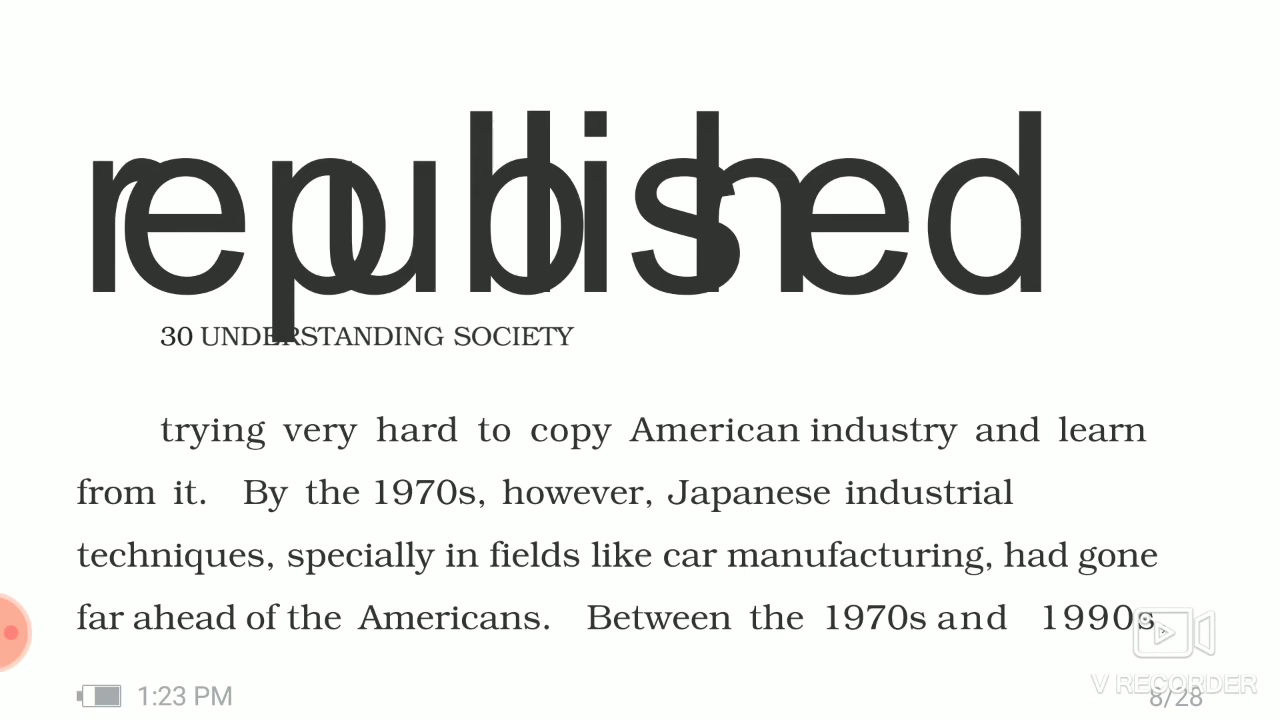 republished
30 UNDERSTANDING SOCIETY
trying very hard to copy American industry and learn
from it. By the 1970s, however, Japanese industrial
techniques, specially in fields like car manufacturing, had gone
far ahead of the Americans. Between the 1970s and 1990s,
1:23 PM
V RECORDER
8/28